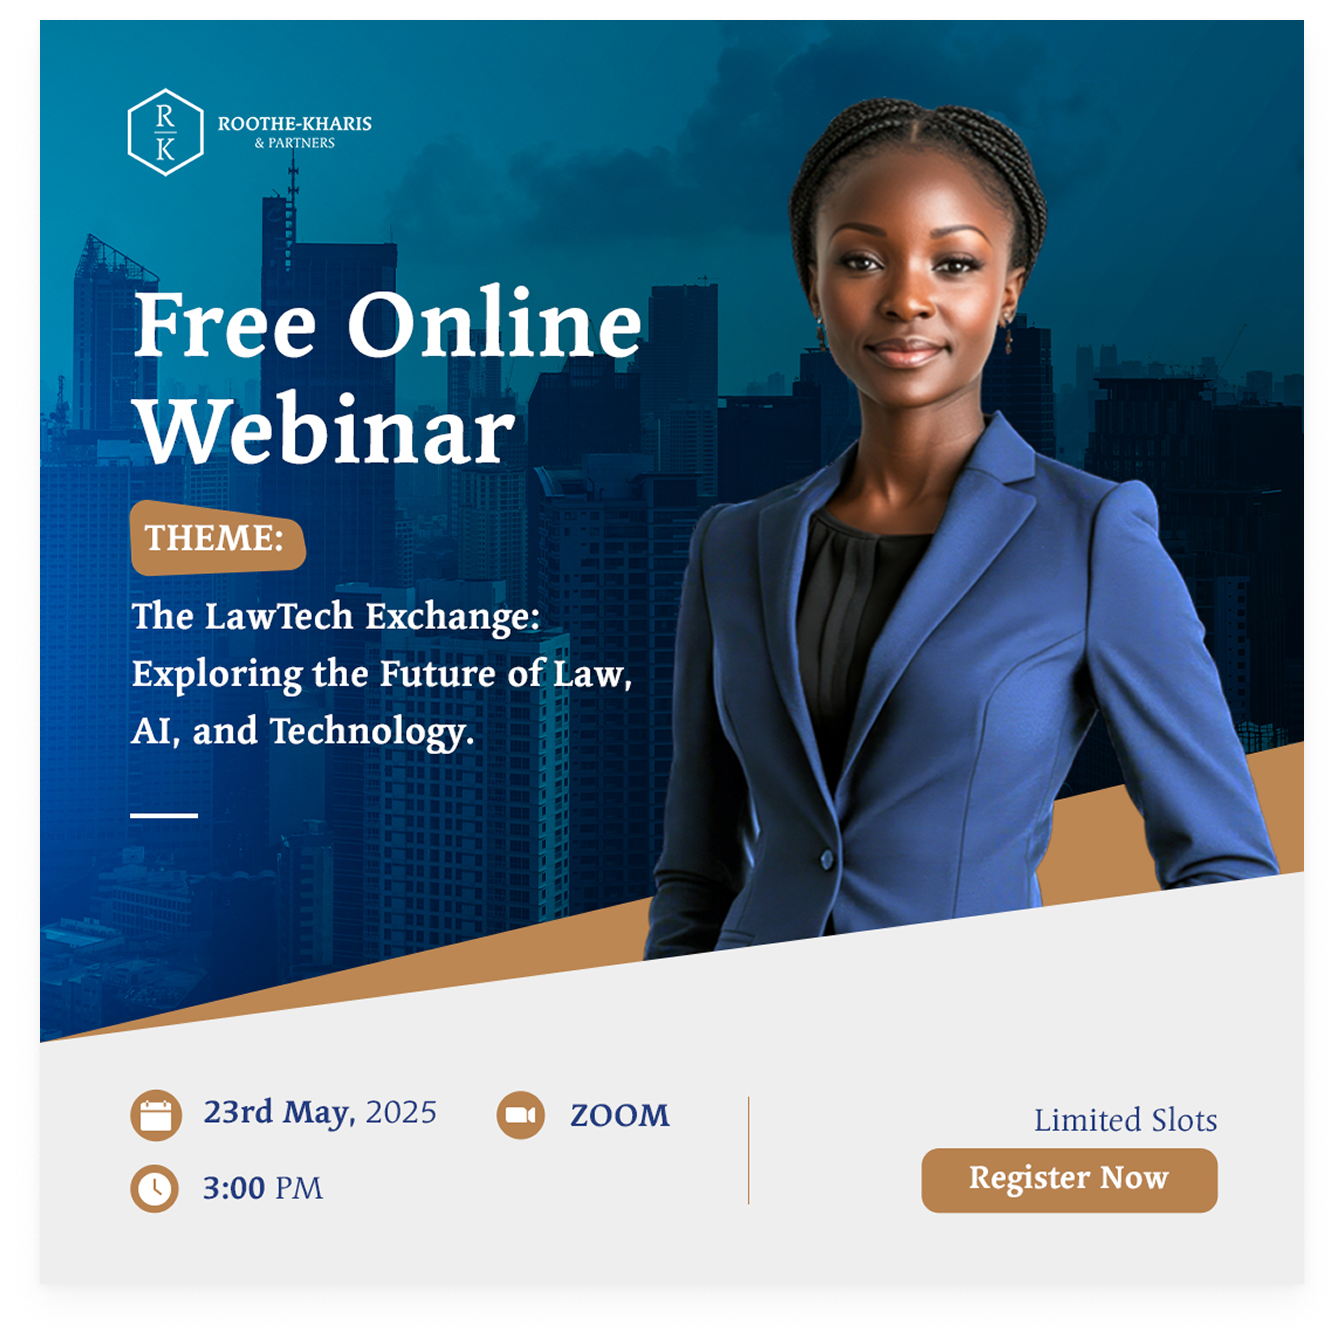 R
K
ROOTHE-KHARIS
& PARTNERS
Free Online
Webinar
THEME:
The LawTech Exchange:
Exploring the Future of Law,
AI, and Technology.
23rd May, 2025
ZOOM
3:00 PM
Limited Slots
Register Now